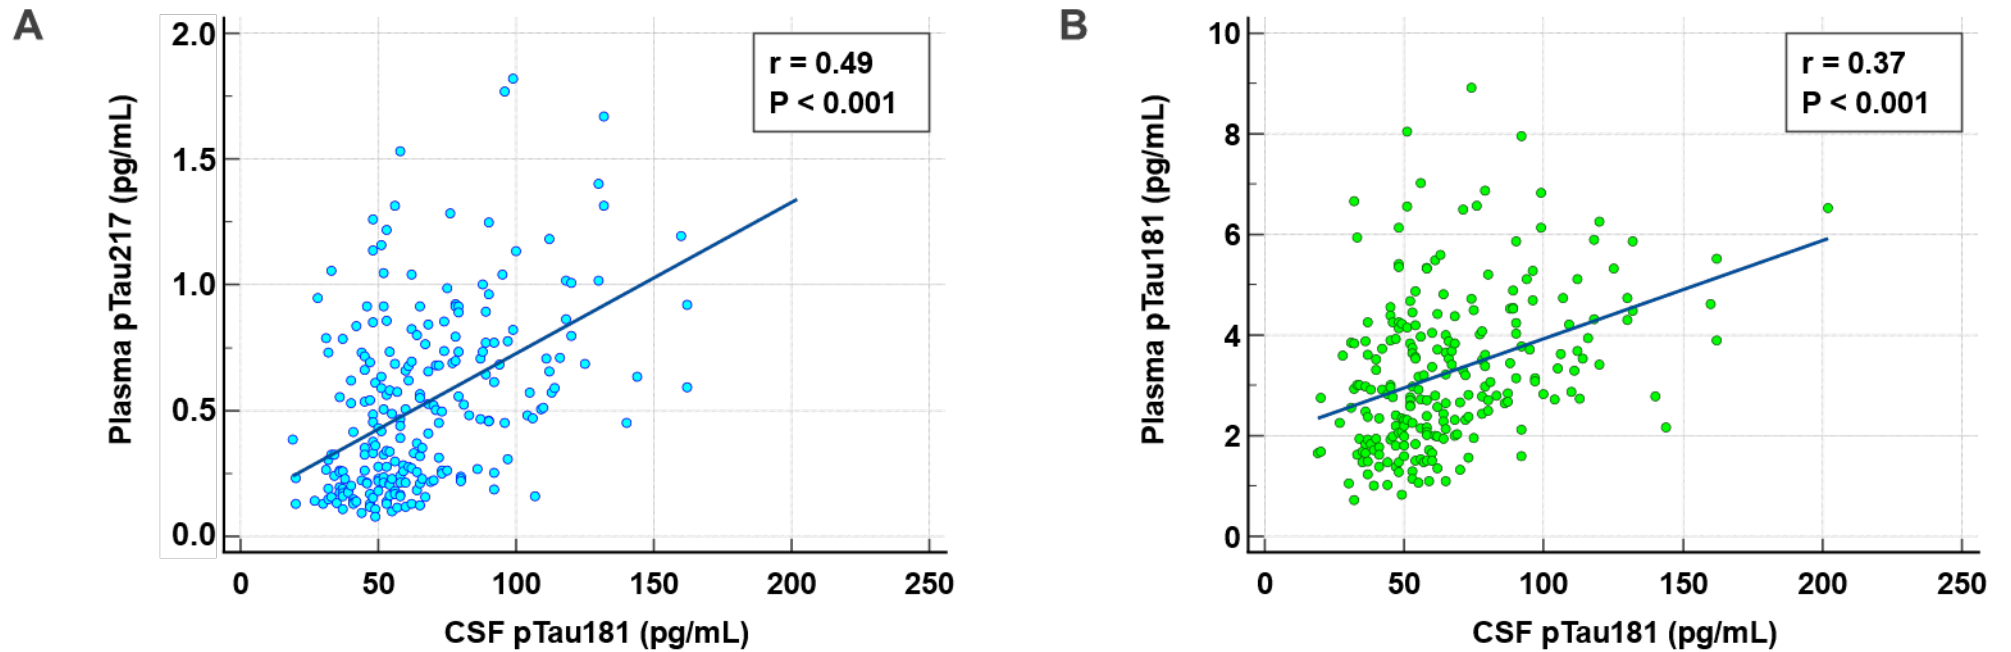 A
B
r = 0.49
P < 0.001
2.0
1.5
1.0
0.5
0.0
Plasma pTau217 (pg/mL)
0 50 100 150 200 250
CSF pTau181 (pg/mL)
r = 0.37
P < 0.001
10
8
6
4
2
0
Plasma pTau181 (pg/mL)
0 50 100 150 200 250
CSF pTau181 (pg/mL)